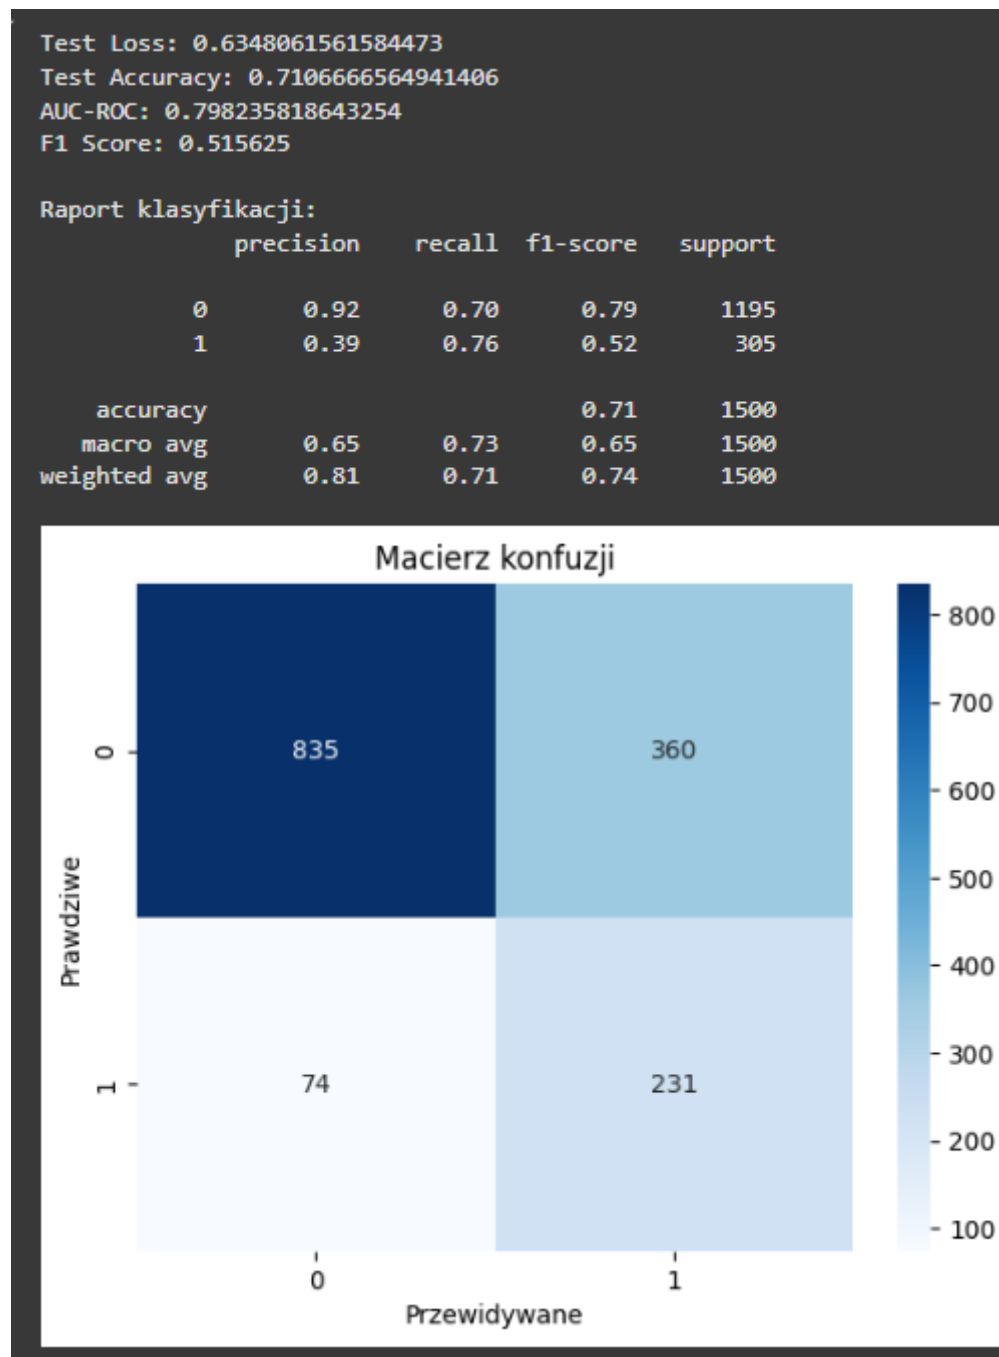 Test Loss: 0.6348061561584473
Test Accuracy: 0.7106666564941406
AUC-ROC: 0.798235818643254
F1 Score: 0.515625
Raport klasyfikacji:
precision recall f1-score support
0 0.92 0.70 0.79 1195
1 0.39 0.76 0.52 305
accuracy 0.71 1500
macro avg 0.65 0.73 0.65 1500
weighted avg 0.81 0.71 0.74 1500
Macierz konfuzji
800
700
600
500
400
300
200
100
Prawdziwe
0
835 360
1
74 231
0 1
Przewidywane